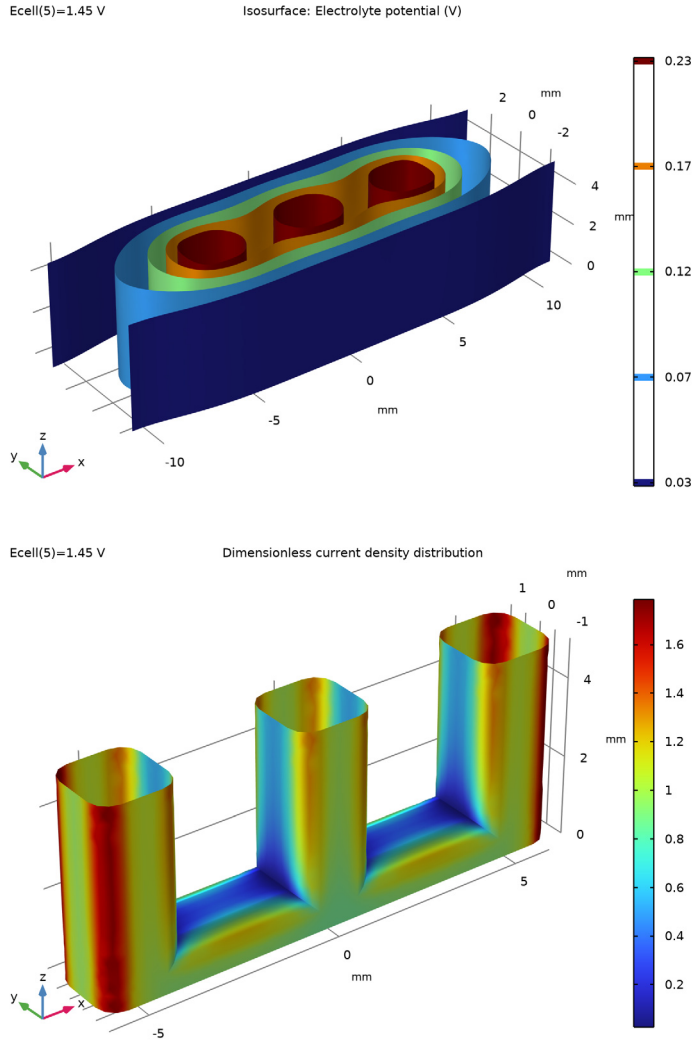 Ecell(5)=1.45 V
Isosurface: Electrolyte potential (V)
0.23
2
mm
0
-2
0.17
4
2
mm
0
0.12
10
5
0
mm
-5
0.07
-10
z
y
x
0.03
Ecell(5)=1.45 V
Dimensionless current density distribution
mm
1
0
-1
1.6
4
1.4
mm
1.2
2
1
0
0.8
5
0.6
0
mm
0.4
z
y
x
0.2
-5